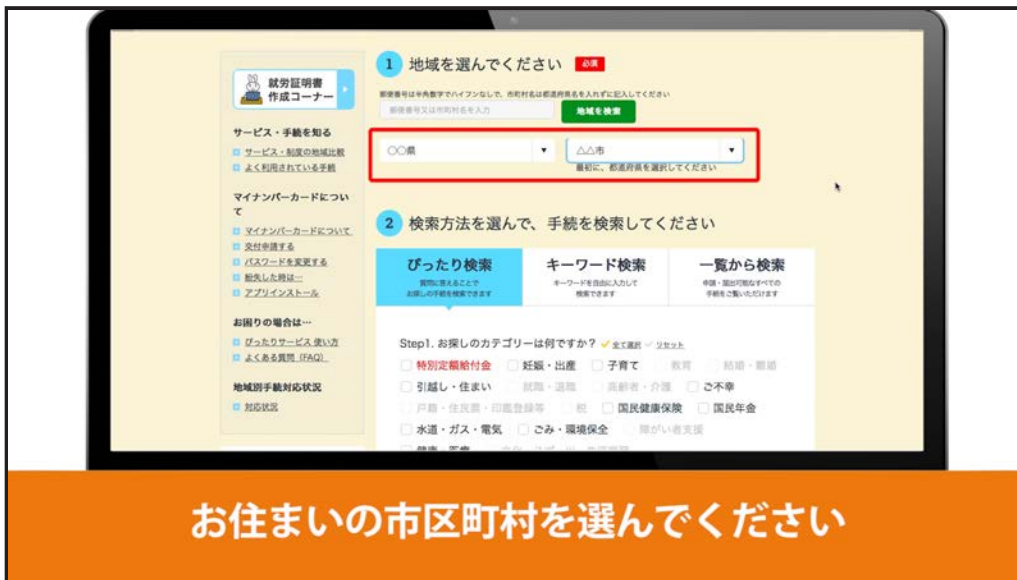 就労証明書
作成コーナー
サービス・手続を知る
サービス・制度の地域比較
よく利用されている手続
マイナンバーカードについ
て
マイナンバーカードについて
交付申請する
パスワードを変更する
紛失した時は…
アプリインストール
お困りの場合は…
ぴったりサービス 使い方
よくある質問（FAQ）
地域別手続対応状況
対応状況
1 地域を選んでください 必須
郵便番号は半角数字でハイフンなしで、市町村名は都道府県名を入れずに記入してください
郵便番号又は市町村名を入力 地域を検索
○○県 ▼ △△市 ▼
最初に、都道府県を選択してください
2 検索方法を選んで、手続を検索してください
ぴったり検索 キーワード検索 一覧から検索
質問に答えることで キーワードを自由に入力して 申請・届出可能なすべての
お探しの手続を検索できます 検索できます 手続をご覧いただけます
Step1. お探しのカテゴリーは何ですか？ 全て選択 リセット
特別定額給付金 妊娠・出産 子育て 教育 結婚・離婚
引越し・住まい 就職・退職 高齢者・介護 ご不幸
戸籍・住民票・印鑑登録等 税 国民健康保険 国民年金
水道・ガス・電気 ごみ・環境保全 障がい者支援
健康・医療
お住まいの市区町村を選んでください